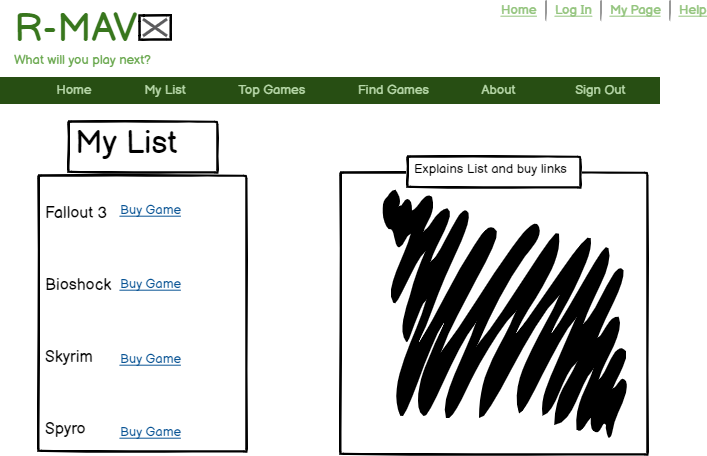 Home Log In My Page Help
R-MAV
What will you play next?
Home My List Top Games Find Games About Sign Out
My List
Explains List and buy links
Fallout 3 Buy Game
Bioshock Buy Game
Skyrim Buy Game
Spyro Buy Game